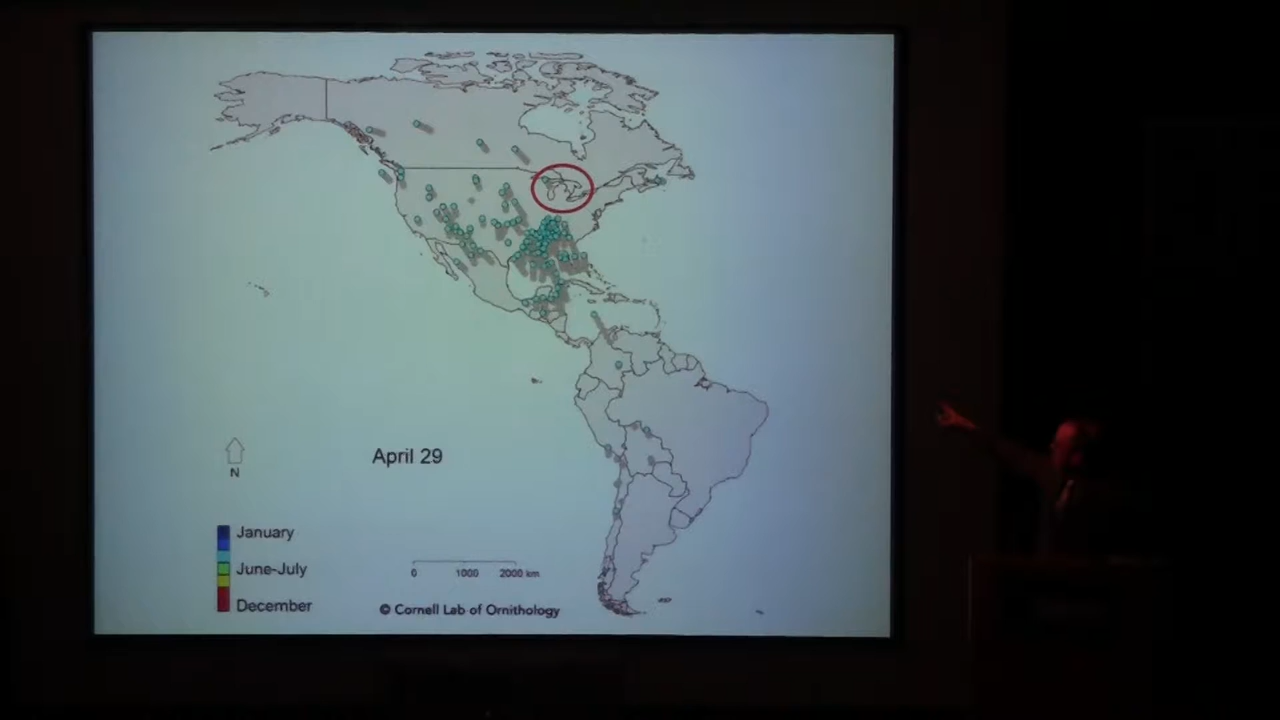 April 29
N
January
June-July
December
0 1000 2000 km
© Cornell Lab of Ornithology